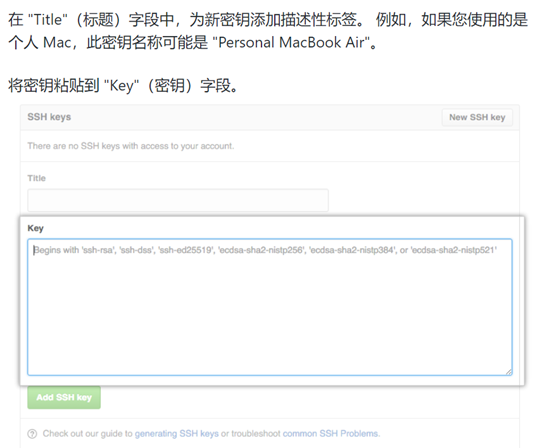 在 "Title"（标题）字段中，为新密钥添加描述性标签。 例如，如果您使用的是
个人 Mac，此密钥名称可能是 "Personal MacBook Air"。
将密钥粘贴到 "Key"（密钥）字段。
SSH keys
New SSH key
There are no SSH keys with access to your account.
Title
Key
Begins with 'ssh-rsa', 'ssh-dss', 'ssh-ed25519', 'ecdsa-sha2-nistp256', 'ecdsa-sha2-nistp384', or 'ecdsa-sha2-nistp521'
Add SSH key
Check out our guide to generating SSH keys or troubleshoot common SSH Problems.